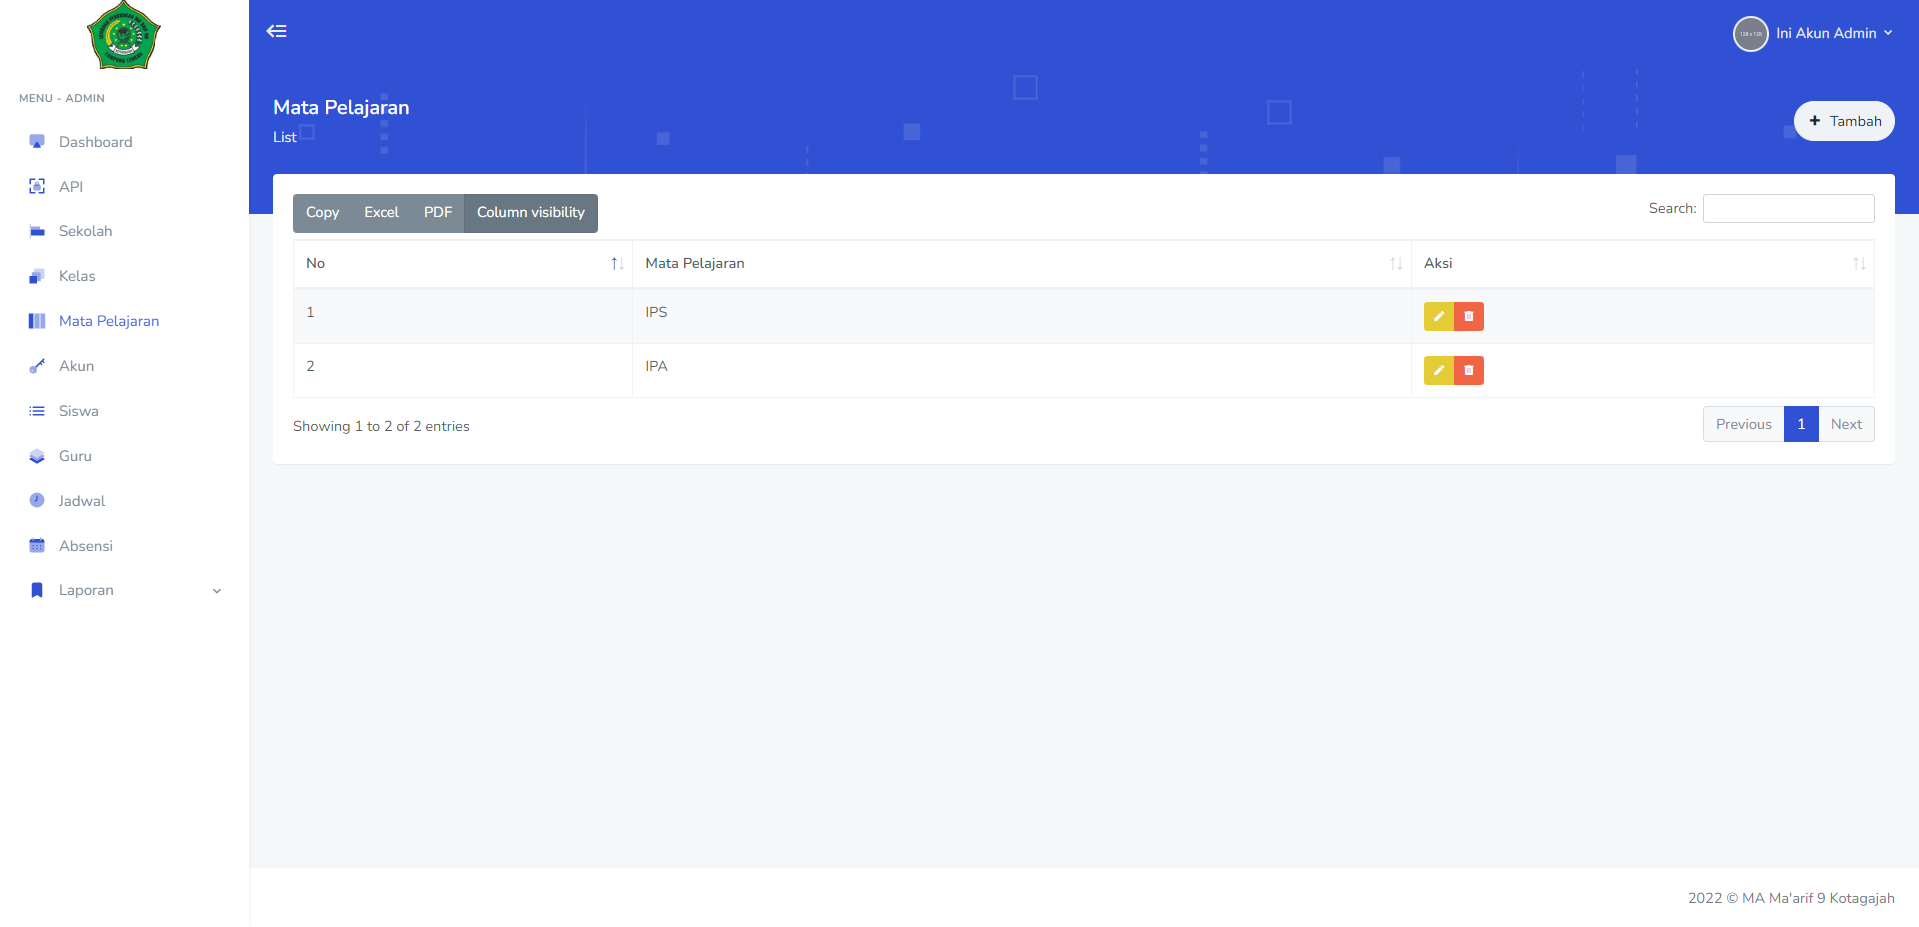 MENU - ADMIN
Dashboard
API
Sekolah
Kelas
Mata Pelajaran
Akun
Siswa
Guru
Jadwal
Absensi
Laporan
128 x 128
Ini Akun Admin
Mata Pelajaran
List
+ Tambah
Copy Excel PDF Column visibility
Search:
No Mata Pelajaran Aksi
1 IPS
2 IPA
Showing 1 to 2 of 2 entries
Previous 1 Next
2022 © MA Ma'arif 9 Kotagajah